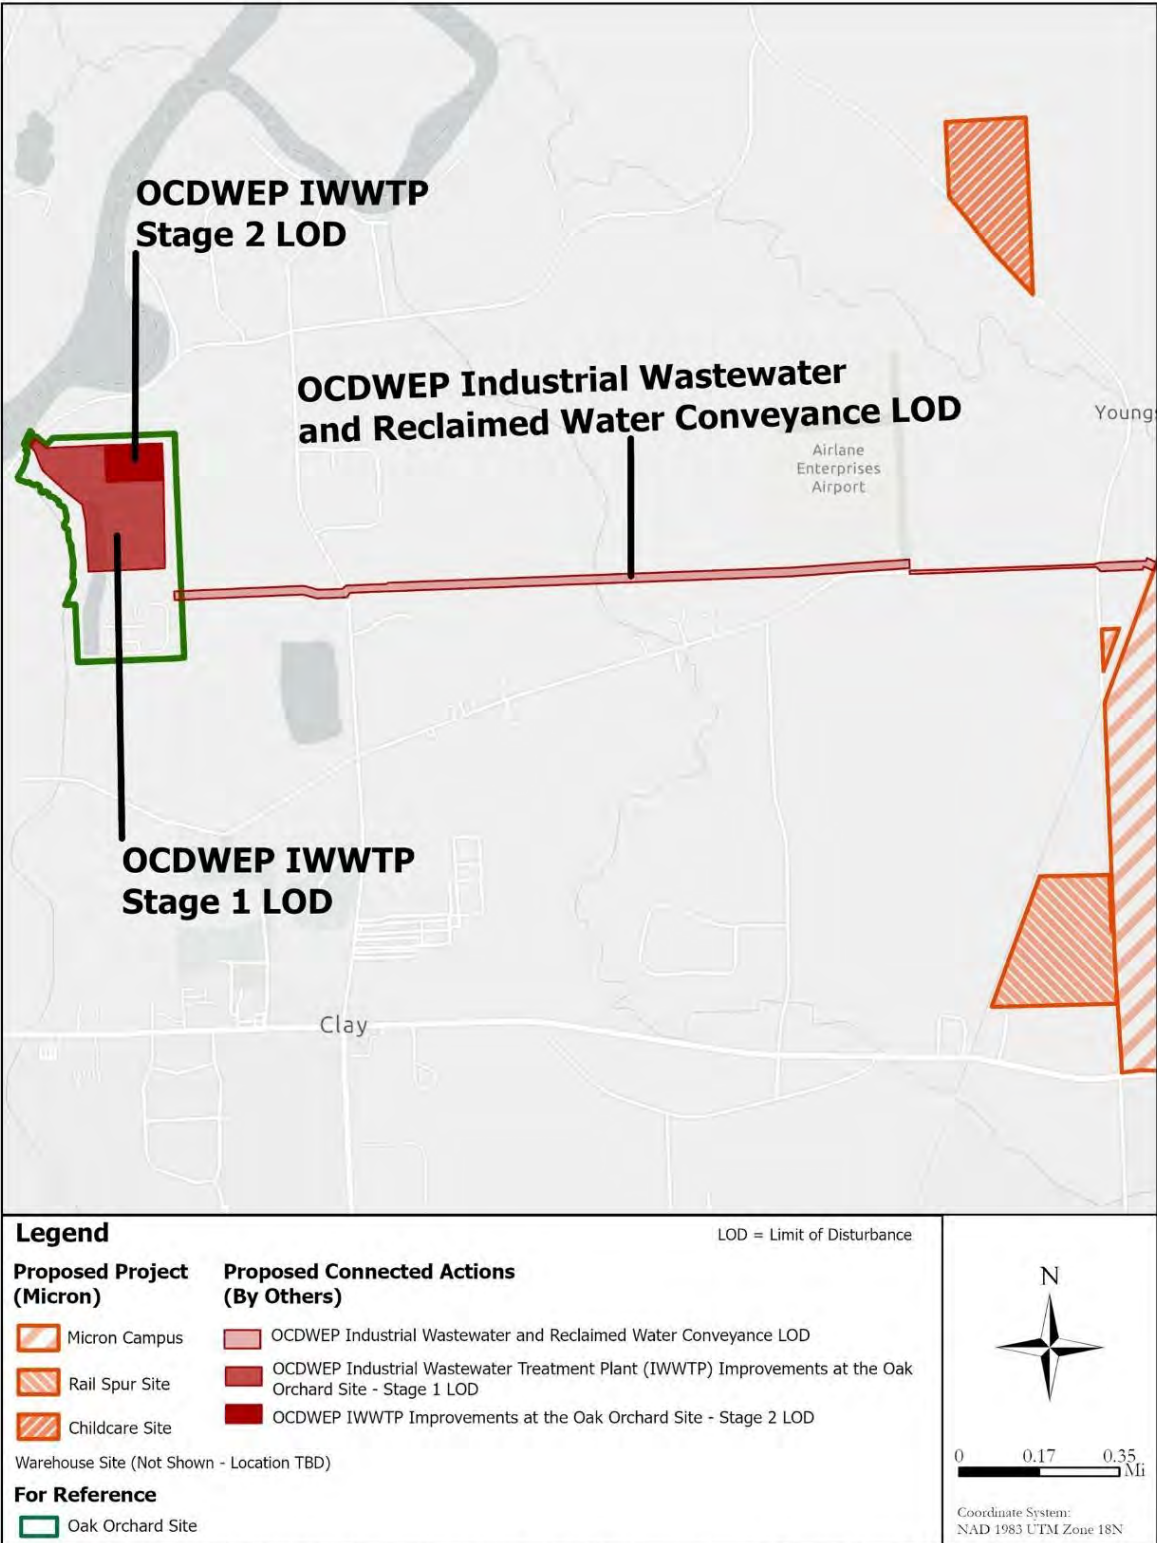 OCDWEP IWWTP
Stage 2 LOD
OCDWEP Industrial Wastewater
and Reclaimed Water Conveyance LOD
Youngs
Airlane
Enterprises
Airport
OCDWEP IWWTP
Stage 1 LOD
Clay
Legend
LOD = Limit of Disturbance
Proposed Project
(Micron)
Micron Campus
Rail Spur Site
Childcare Site
Warehouse Site (Not Shown - Location TBD)
For Reference
Oak Orchard Site
Proposed Connected Actions
(By Others)
OCDWEP Industrial Wastewater and Reclaimed Water Conveyance LOD
OCDWEP Industrial Wastewater Treatment Plant (IWWTP) Improvements at the Oak
Orchard Site - Stage 1 LOD
OCDWEP IWWTP Improvements at the Oak Orchard Site - Stage 2 LOD
N
0 0.17 0.35
Mi
Coordinate System:
NAD 1983 UTM Zone 18N